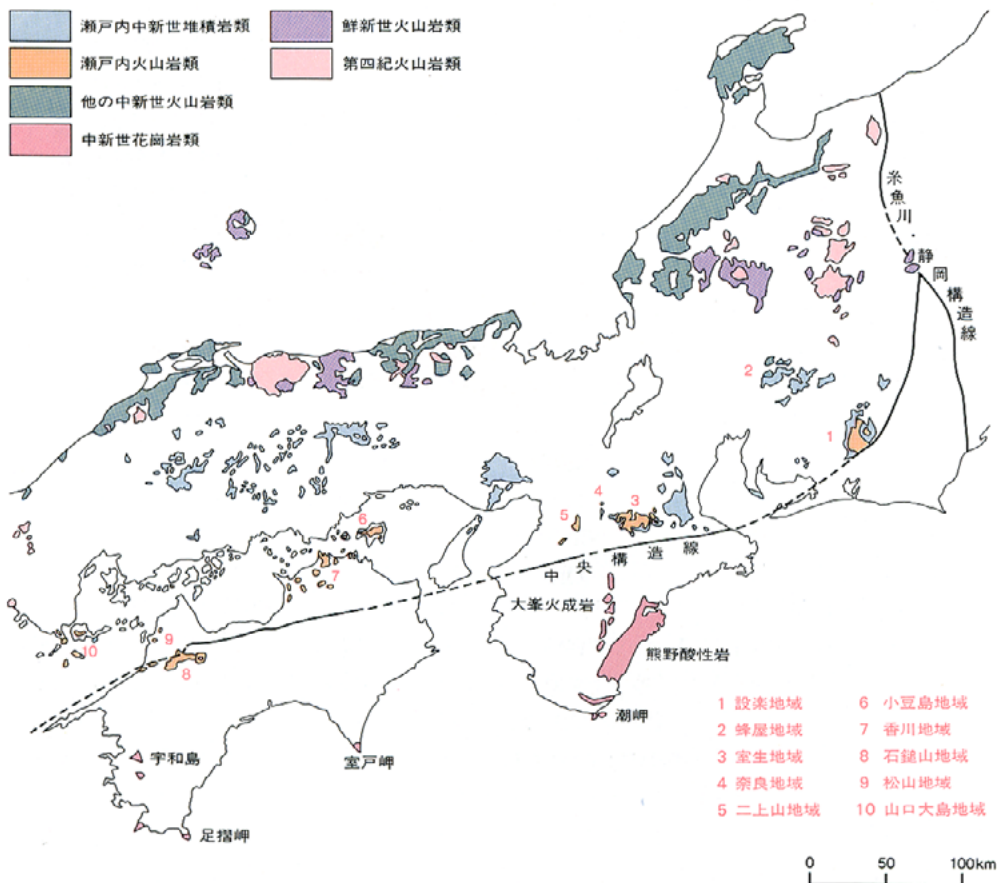 瀬戸内中新世堆積岩類
瀬戸内火山岩類
他の中新世火山岩類
中新世花崗岩類
鮮新世火山岩類
第四紀火山岩類
糸魚川
静岡構造線
2
1
4
3
5
6
7
中央構造線
大峯火成岩
熊野酸性岩
9
10
8
潮岬
宇和島
室戸岬
足摺岬
1 設楽地域
2 蜂屋地域
3 室生地域
4 奈良地域
5 二上山地域
6 小豆島地域
7 香川地域
8 石鎚山地域
9 松山地域
10 山口大島地域
0 50 100km